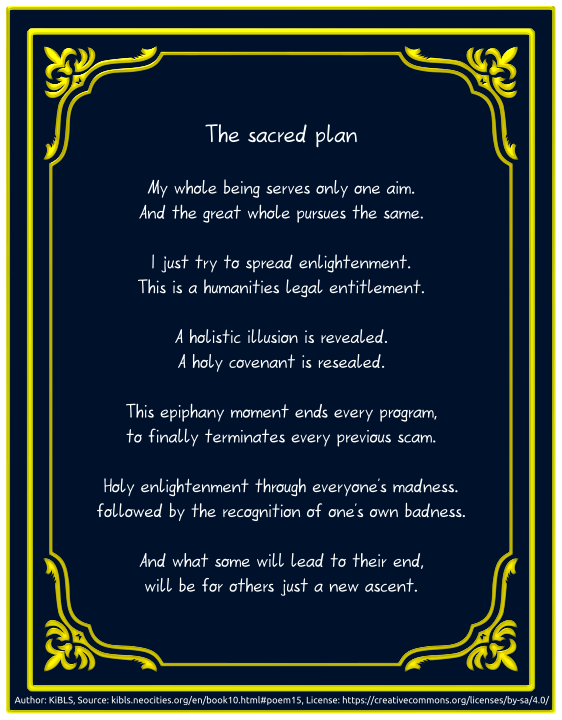 The sacred plan
My whole being serves only one aim.
And the great whole pursues the same.
I just try to spread enlightenment.
This is a humanities legal entitlement.
A holistic illusion is revealed.
A holy covenant is resealed.
This epiphany moment ends every program,
to finally terminates every previous scam.
Holy enlightenment through everyone's madness.
followed by the recognition of one's own badness.
And what some will lead to their end,
will be for others just a new ascent.
Author: KiBLS, Source: kibls.neocities.org/en/book10.html#poem15, License: https://creativecommons.org/licenses/by-sa/4.0/